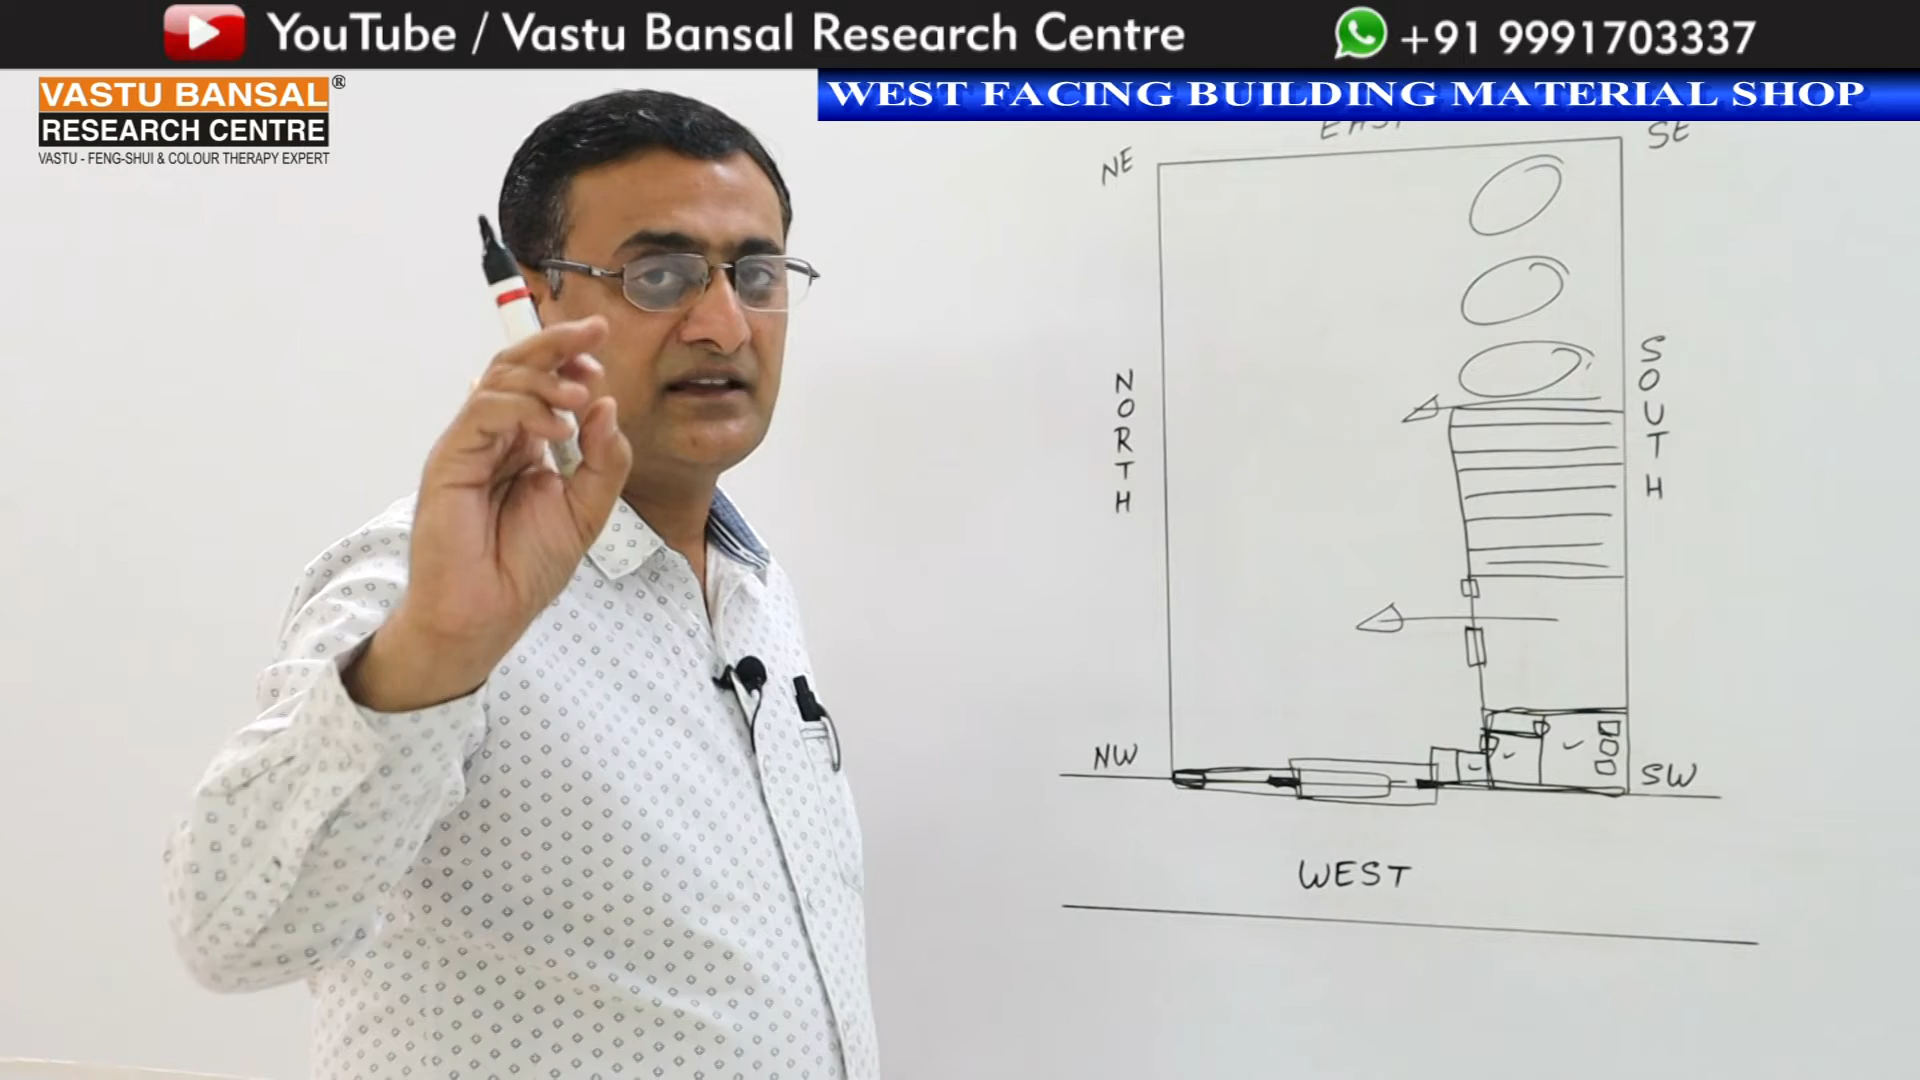 YouTube / Vastu Bansal Research Centre
+91 9991703337
VASTU BANSAL®
RESEARCH CENTRE
VASTU - FENG-SHUI & COLOUR THERAPY EXPERT
WEST FACING BUILDING MATERIAL SHOP
EAST
SE
NE
NORTH
SOUTH
NW
SW
WEST